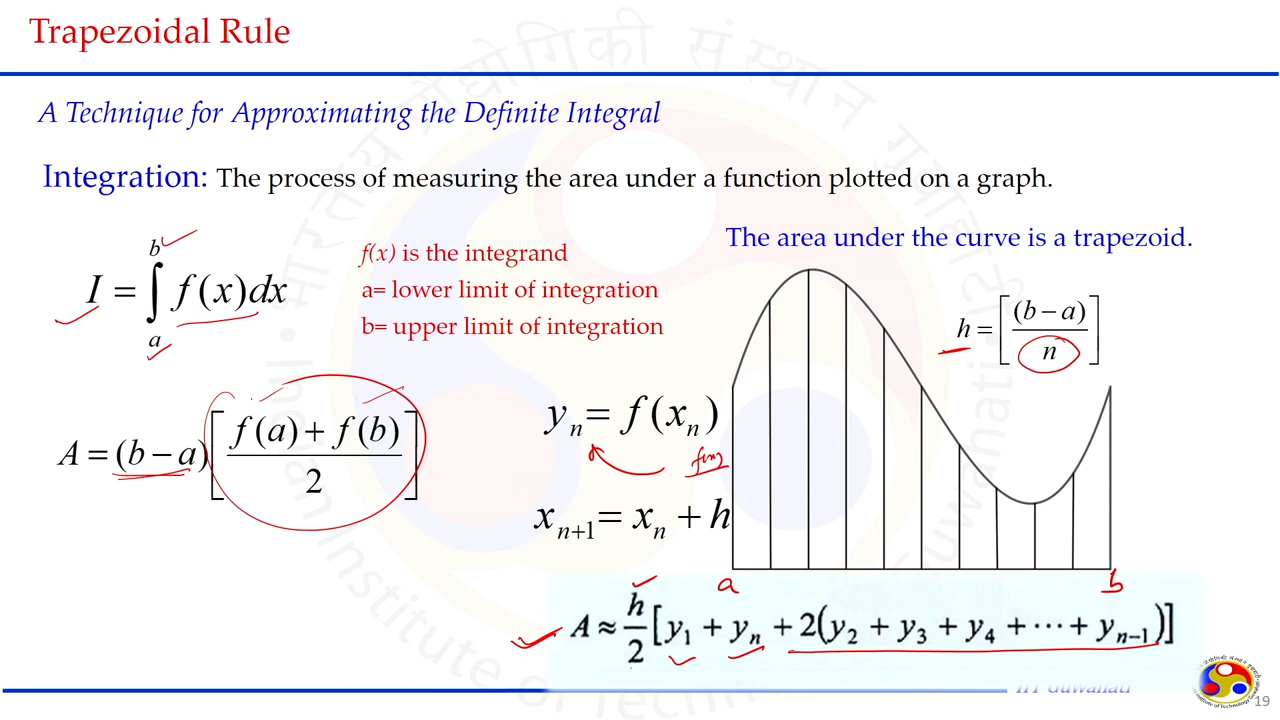 Trapezoidal Rule
A Technique for Approximating the Definite Integral
Integration: The process of measuring the area under a function plotted on a graph.
The area under the curve is a trapezoid.
I = ∫_a^b f(x)dx
f(x) is the integrand
a= lower limit of integration
b= upper limit of integration
h = [(b − a)/n]
A = (b − a)[(f(a) + f(b))/2]
y_n = f(x_n)
x_{n+1} = x_n + h
a
b
A ≈ h/2 [y_1 + y_n + 2(y_2 + y_3 + y_4 + ⋯ + y_{n−1})]
IIT Guwahati
19